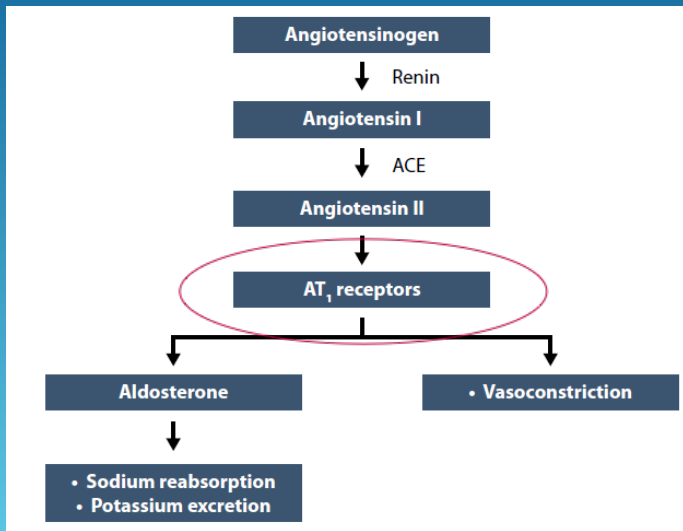 Angiotensinogen
Renin
Angiotensin I
ACE
Angiotensin II
AT₁ receptors
Aldosterone
• Vasoconstriction
• Sodium reabsorption
• Potassium excretion